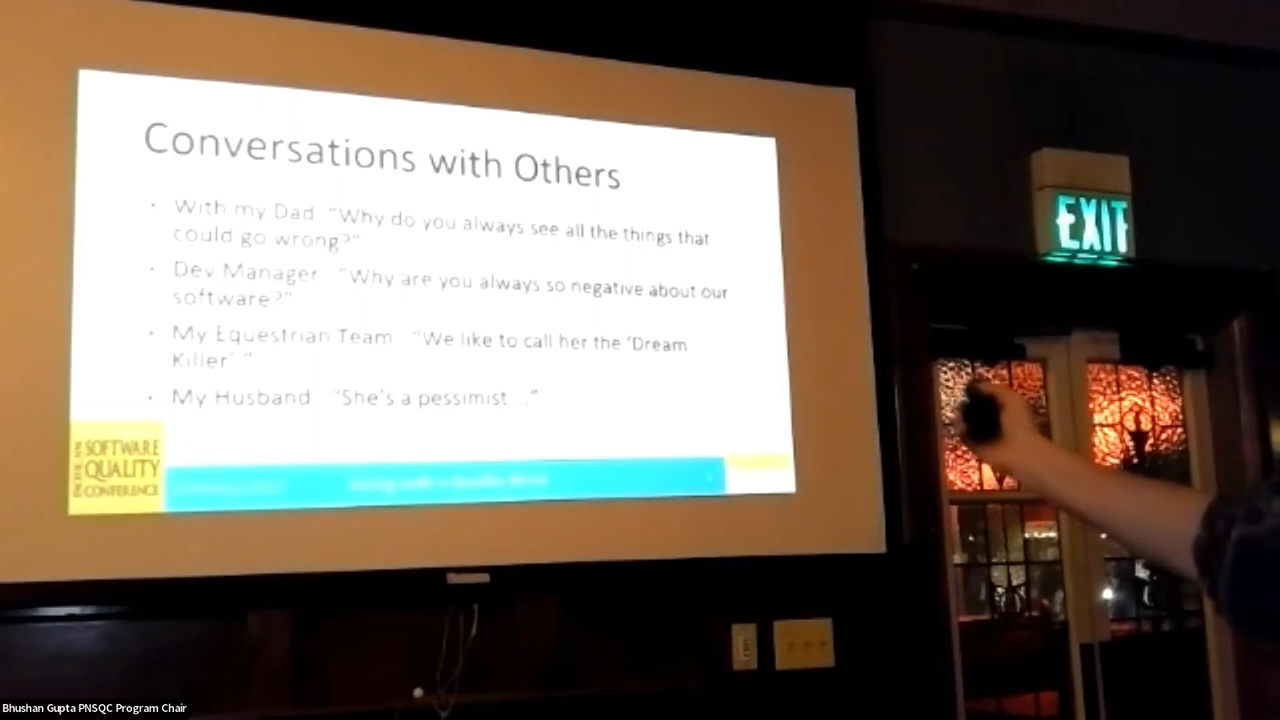 Conversations with Others
• With my Dad "Why do you always see all the things that
could go wrong?"
• Dev Manager "Why are you always so negative about our
software?"
• My Equestrian Team "We like to call her the 'Dream
Killer' "
• My Husband "She's a pessimist...."
SOFTWARE
QUALITY
CONFERENCE
EXIT
Bhushan Gupta PNSQC Program Chair